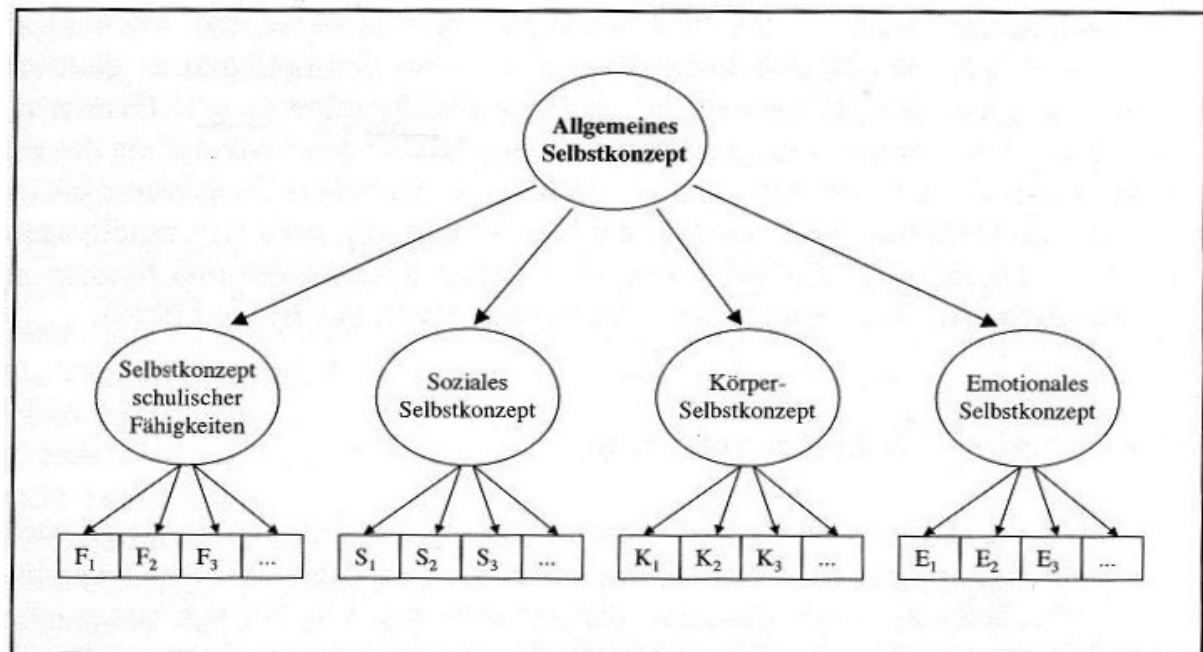 Allgemeines
Selbstkonzept
Selbstkonzept
schulischer
Fähigkeiten
Soziales
Selbstkonzept
Körper-
Selbstkonzept
Emotionales
Selbstkonzept
F₁ F₂ F₃ ...
S₁ S₂ S₃ ...
K₁ K₂ K₃ ...
E₁ E₂ E₃ ...